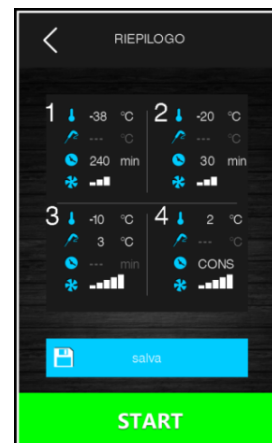 RIEPILOGO
1 -38 °C 2 -20 °C
--- °C --- °C
240 min 30 min
3 -10 °C 4 2 °C
3 °C --- °C
--- min CONS
salva
START